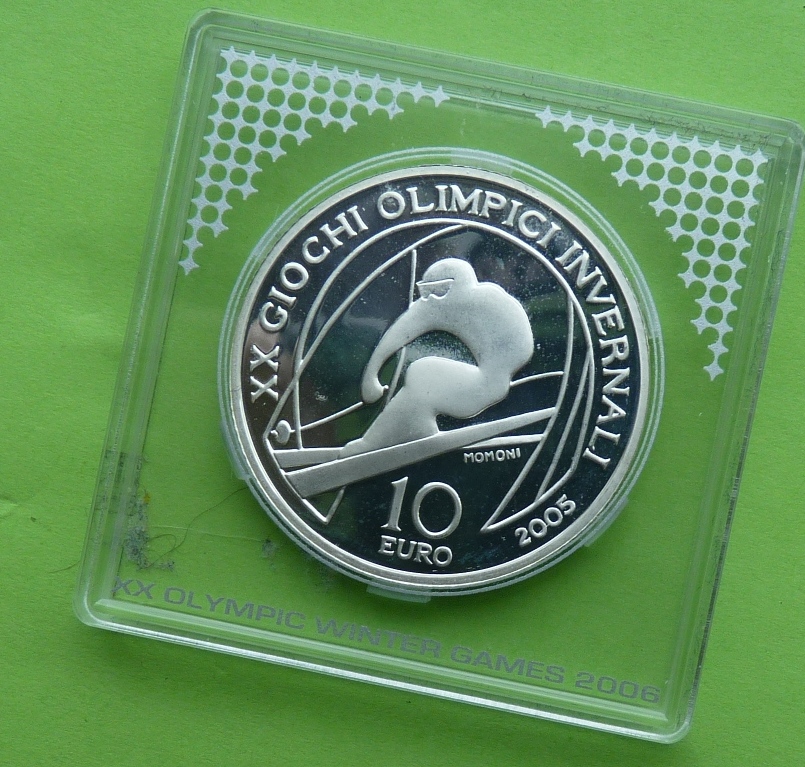 XX GIOCHI OLIMPICI INVERNALI
MOMONI
10
EURO
2005
XX OLYMPIC WINTER GAMES 2006